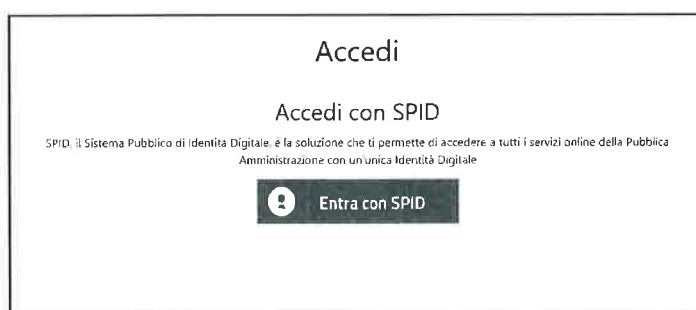 Accedi
Accedi con SPID
SPID, il Sistema Pubblico di Identità Digitale, è la soluzione che ti permette di accedere a tutti i servizi online della Pubblica
Amministrazione con un'unica Identità Digitale
Entra con SPID